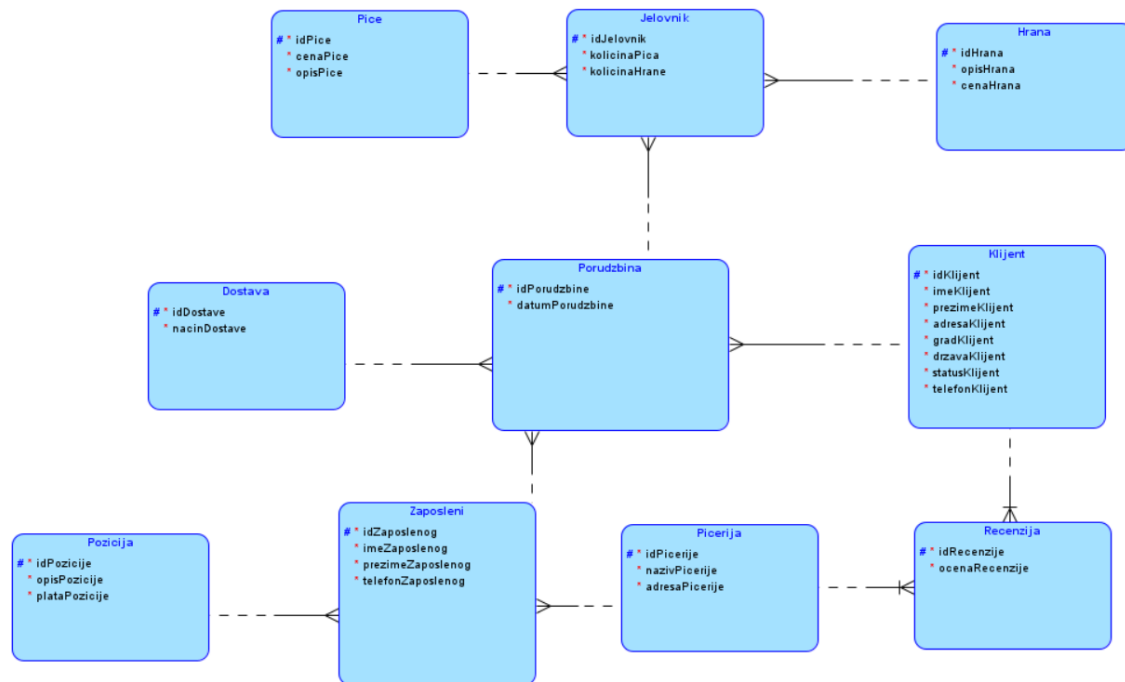 Pice
# * idPice
* cenaPice
* opisPice
Jelovnik
# * idJelovnik
* kolicinaPica
* kolicinaHrane
Hrana
# * idHrana
* opisHrana
* cenaHrana
Dostava
# * idDostave
* nacinDostave
Porudzbina
# * idPorudzbine
* datumPorudzbine
Klijent
# * idKlijent
* imeKlijent
* prezimeKlijent
* adresaKlijent
* gradKlijent
* drzavaKlijent
* statusKlijent
* telefonKlijent
Pozicija
# * idPozicije
* opisPozicije
* plataPozicije
Zaposleni
# * idZaposlenog
* imeZaposlenog
* prezimeZaposlenog
* telefonZaposlenog
Picerija
# * idPicerije
* nazivPicerije
* adresaPicerije
Recenzija
* idRecenzije
* ocenaRecenzije